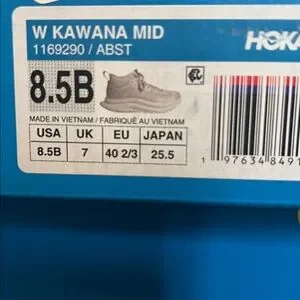 W KAWANA MID
1169290 / ABST
HOKA
8.5B
MADE IN VIETNAM / FABRIQUÉ AU VIETNAM
USA UK EU JAPAN
8.5B 7 40 2/3 25.5
1 97634 8491